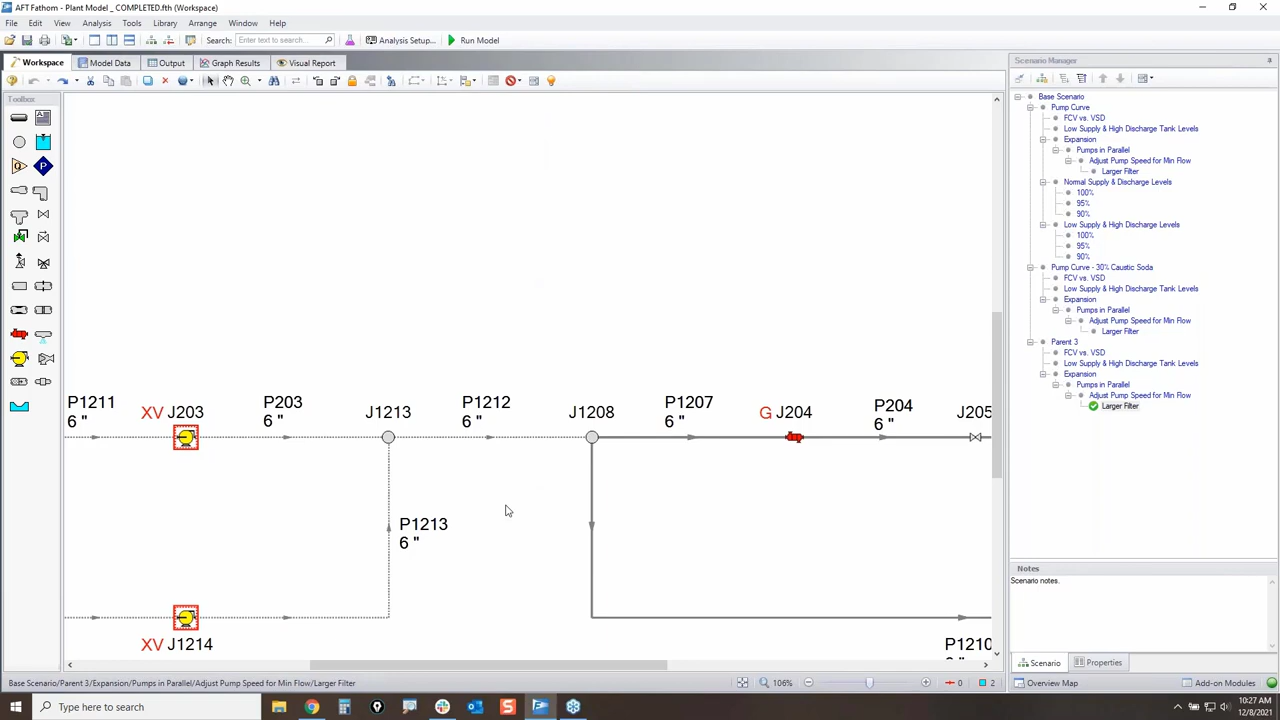 AFT Fathom - Plant Model _ COMPLETED.fth (Workspace)
File Edit View Analysis Tools Library Arrange Window Help
Search: Enter text to search... Analysis Setup... Run Model
Workspace Model Data Output Graph Results Visual Report
Toolbox
P1211
6 "
XV J203
P203
6 "
J1213
P1212
6 "
J1208
P1207
6 "
G J204
P204
6 "
J205
P1213
6 "
XV J1214
P1210
Scenario Manager
Base Scenario
Pump Curve
FCV vs. VSD
Low Supply & High Discharge Tank Levels
Expansion
Pumps in Parallel
Adjust Pump Speed for Min Flow
Larger Filter
Normal Supply & Discharge Levels
100%
95%
90%
Low Supply & High Discharge Levels
100%
95%
90%
Pump Curve - 30% Caustic Soda
FCV vs. VSD
Low Supply & High Discharge Tank Levels
Expansion
Pumps in Parallel
Adjust Pump Speed for Min Flow
Larger Filter
Parent 3
FCV vs. VSD
Low Supply & High Discharge Tank Levels
Expansion
Pumps in Parallel
Adjust Pump Speed for Min Flow
Larger Filter
Notes
Scenario notes.
Scenario Properties
Base Scenario/Parent 3/Expansion/Pumps in Parallel/Adjust Pump Speed for Min Flow/Larger Filter
106% 0 2 Overview Map Add-on Modules
Type here to search
10:27 AM
12/8/2021